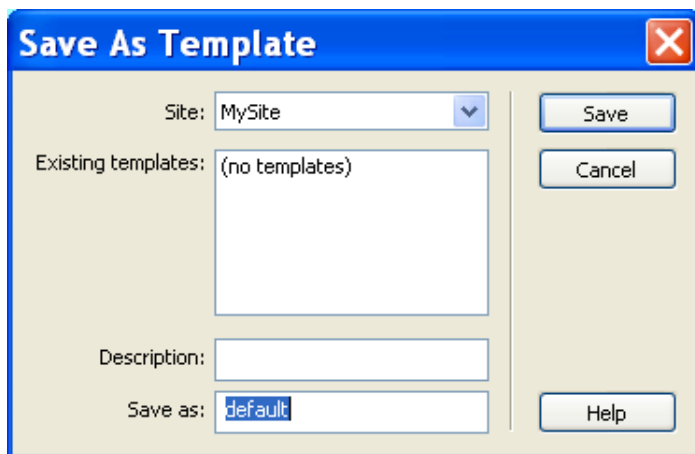 Save As Template
Site: MySite
Save
Existing templates: (no templates)
Cancel
Description:
Save as: default
Help